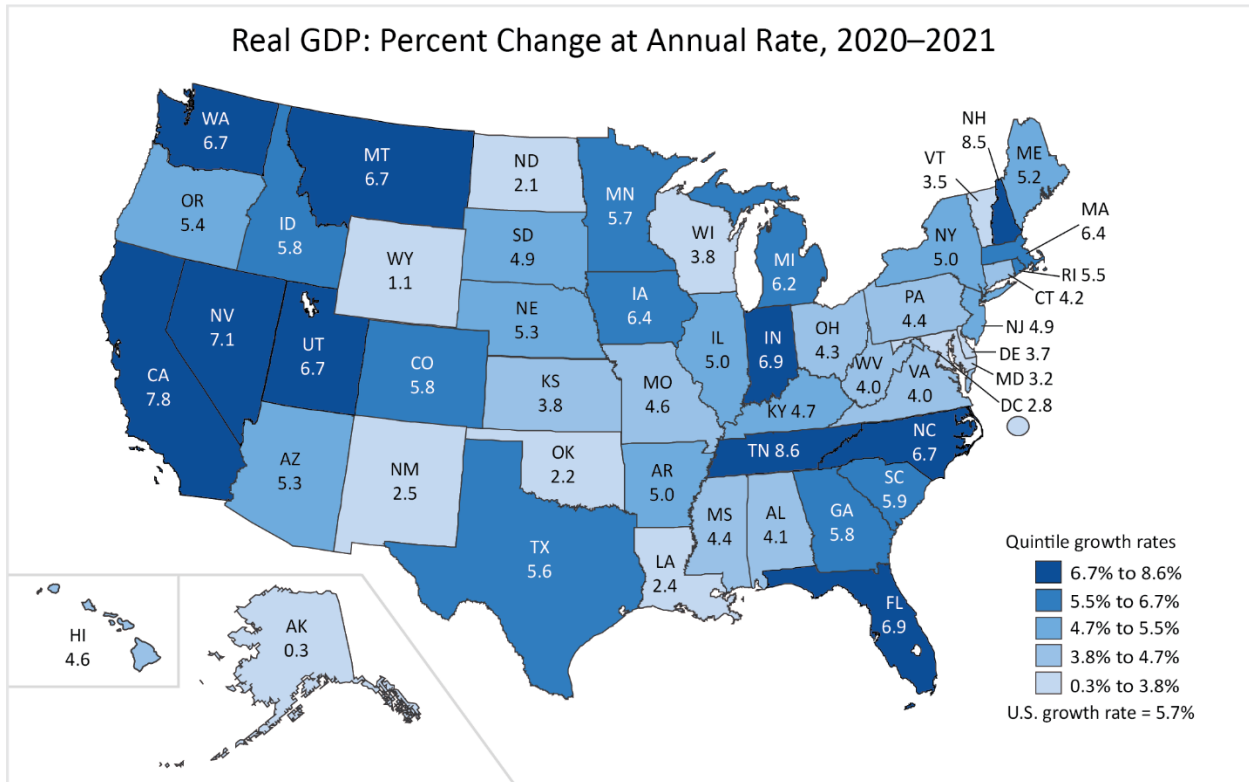 Real GDP: Percent Change at Annual Rate, 2020–2021
WA
6.7
MT
6.7
ND
2.1
MN
5.7
VT
3.5
NH
8.5
ME
5.2
OR
5.4
ID
5.8
WY
1.1
SD
4.9
WI
3.8
MI
6.2
NY
5.0
MA
6.4
RI 5.5
CT 4.2
NV
7.1
UT
6.7
CO
5.8
NE
5.3
IA
6.4
IL
5.0
IN
6.9
OH
4.3
PA
4.4
NJ 4.9
DE 3.7
MD 3.2
DC 2.8
CA
7.8
KS
3.8
MO
4.6
KY 4.7
WV
4.0
VA
4.0
AZ
5.3
NM
2.5
OK
2.2
AR
5.0
TN 8.6
NC
6.7
SC
5.9
TX
5.6
LA
2.4
MS
4.4
AL
4.1
GA
5.8
FL
6.9
HI
4.6
AK
0.3
Quintile growth rates
6.7% to 8.6%
5.5% to 6.7%
4.7% to 5.5%
3.8% to 4.7%
0.3% to 3.8%
U.S. growth rate = 5.7%